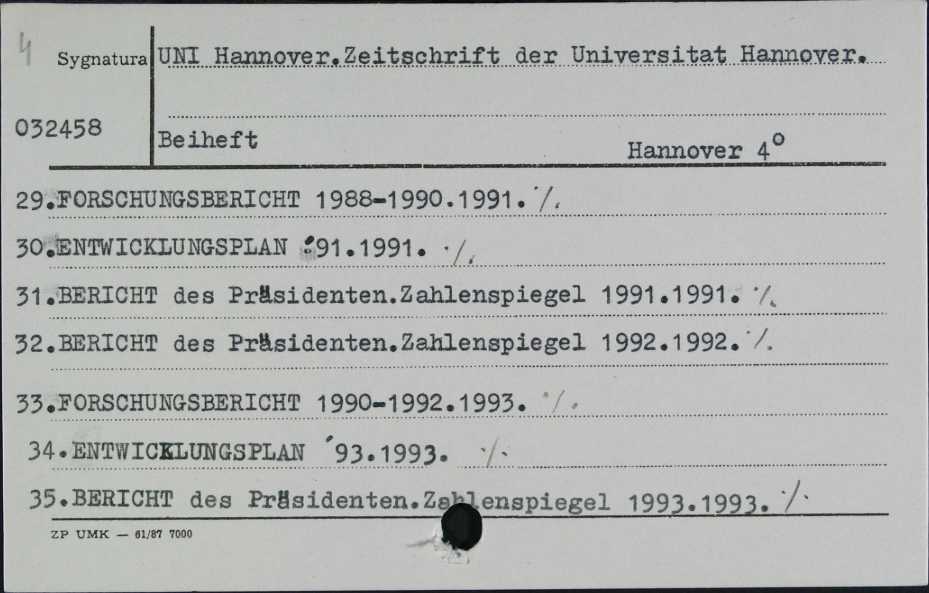 4
Sygnatura UNI Hannover.Zeitschrift der Universitat Hannover.
032458
Beiheft
Hannover 4º
29.FORSCHUNGSBERICHT 1988-1990.1991. ·/.
30.ENTWICKLUNGSPLAN ´91.1991. ·/.
31.BERICHT des Präsidenten.Zahlenspiegel 1991.1991. ·/.
32.BERICHT des Präsidenten.Zahlenspiegel 1992.1992. ·/.
33.FORSCHUNGSBERICHT 1990-1992.1993. ·/.
34.ENTWICKLUNGSPLAN ´93.1993. ·/.
35.BERICHT des Präsidenten.Zahlenspiegel 1993.1993. ·/.
ZP UMK — 61/87 7000